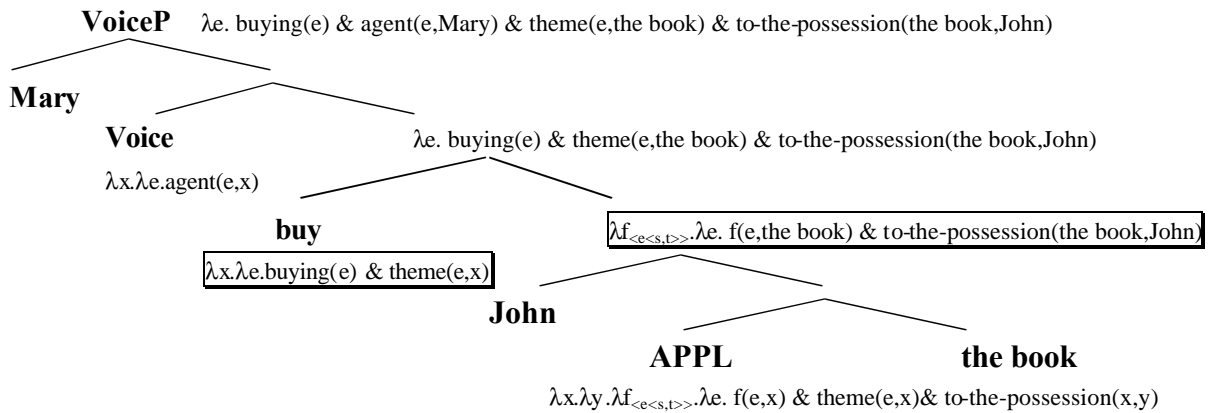 VoiceP λe. buying(e) & agent(e,Mary) & theme(e,the book) & to-the-possession(the book,John)
Mary
Voice λe. buying(e) & theme(e,the book) & to-the-possession(the book,John)
λx.λe.agent(e,x)
buy λf<e<s,t>>.λe. f(e,the book) & to-the-possession(the book,John)
λx.λe.buying(e) & theme(e,x)
John
APPL the book
λx.λy.λf<e<s,t>>.λe. f(e,x) & theme(e,x)& to-the-possession(x,y)